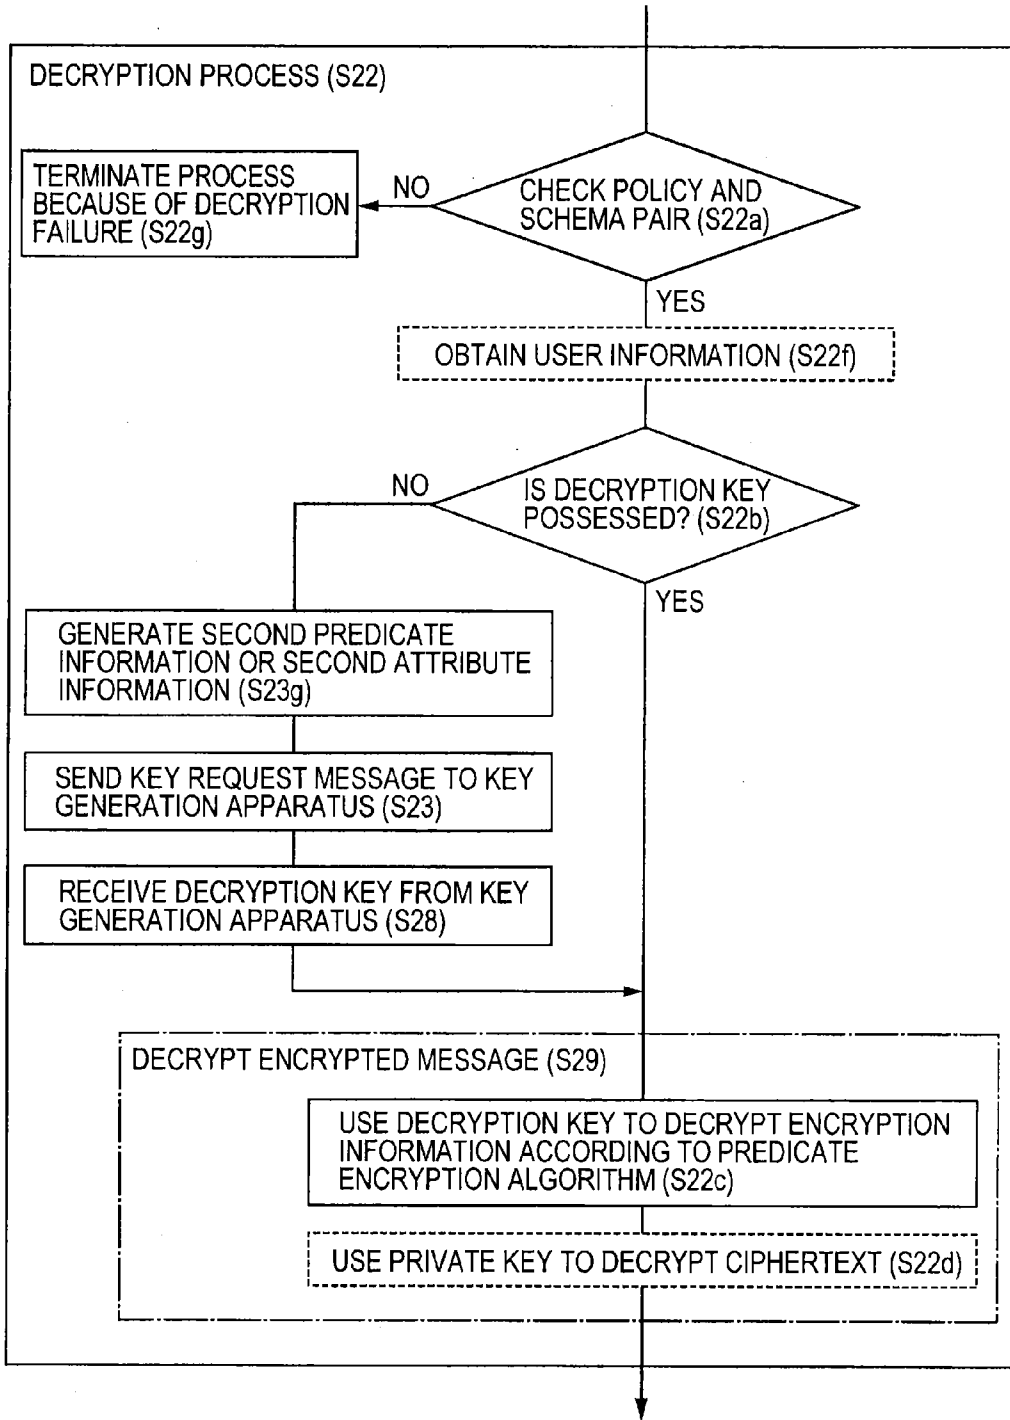 DECRYPTION PROCESS (S22)
TERMINATE PROCESS
BECAUSE OF DECRYPTION
FAILURE (S22g)
NO
CHECK POLICY AND
SCHEMA PAIR (S22a)
YES
OBTAIN USER INFORMATION (S22f)
NO
IS DECRYPTION KEY
POSSESSED? (S22b)
YES
GENERATE SECOND PREDICATE
INFORMATION OR SECOND ATTRIBUTE
INFORMATION (S23g)
SEND KEY REQUEST MESSAGE TO KEY
GENERATION APPARATUS (S23)
RECEIVE DECRYPTION KEY FROM KEY
GENERATION APPARATUS (S28)
DECRYPT ENCRYPTED MESSAGE (S29)
USE DECRYPTION KEY TO DECRYPT ENCRYPTION
INFORMATION ACCORDING TO PREDICATE
ENCRYPTION ALGORITHM (S22c)
USE PRIVATE KEY TO DECRYPT CIPHERTEXT (S22d)